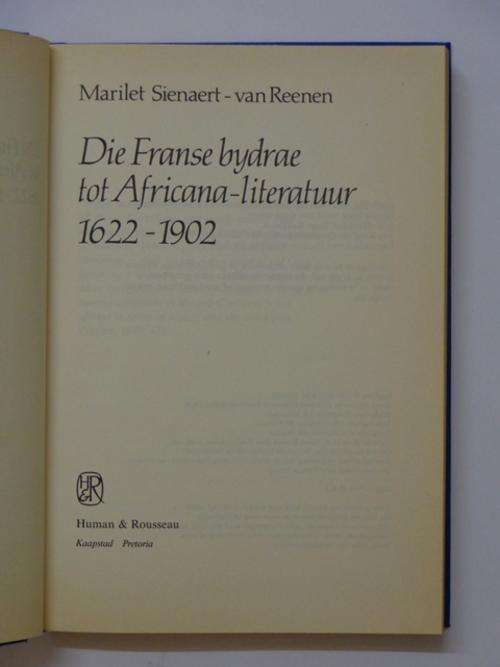 Marilet Sienaert - van Reenen
Die Franse bydrae
tot Africana-literatuur
1622 - 1902
H&R
Human & Rousseau
Kaapstad Pretoria